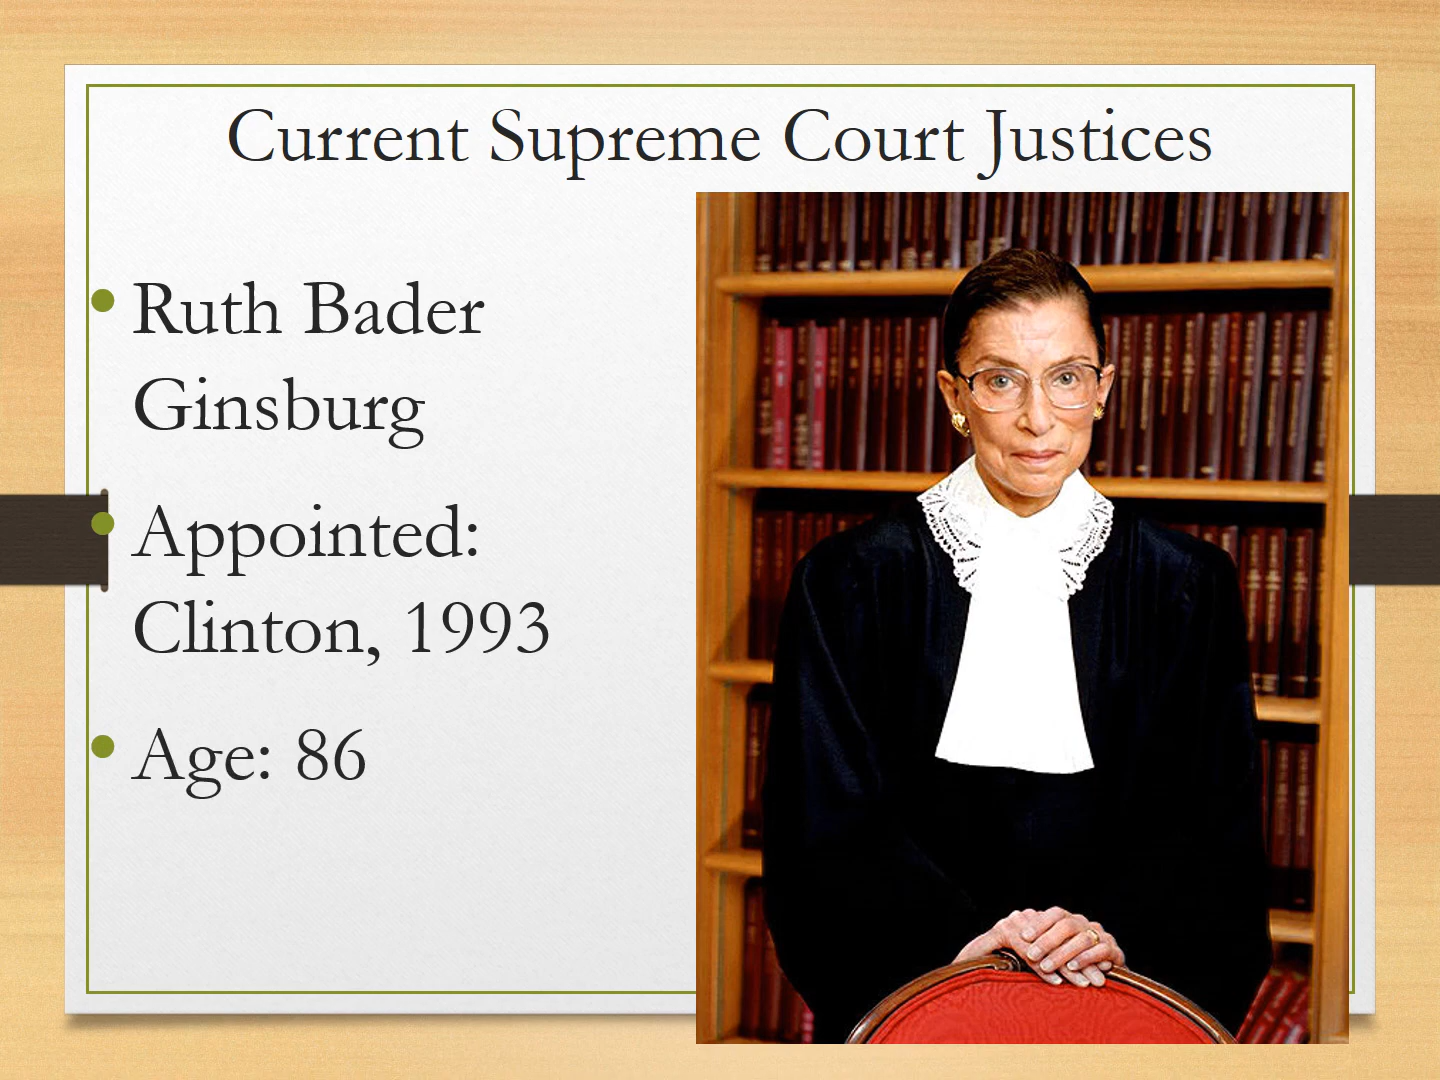 Current Supreme Court Justices
• Ruth Bader
Ginsburg
• Appointed:
Clinton, 1993
• Age: 86